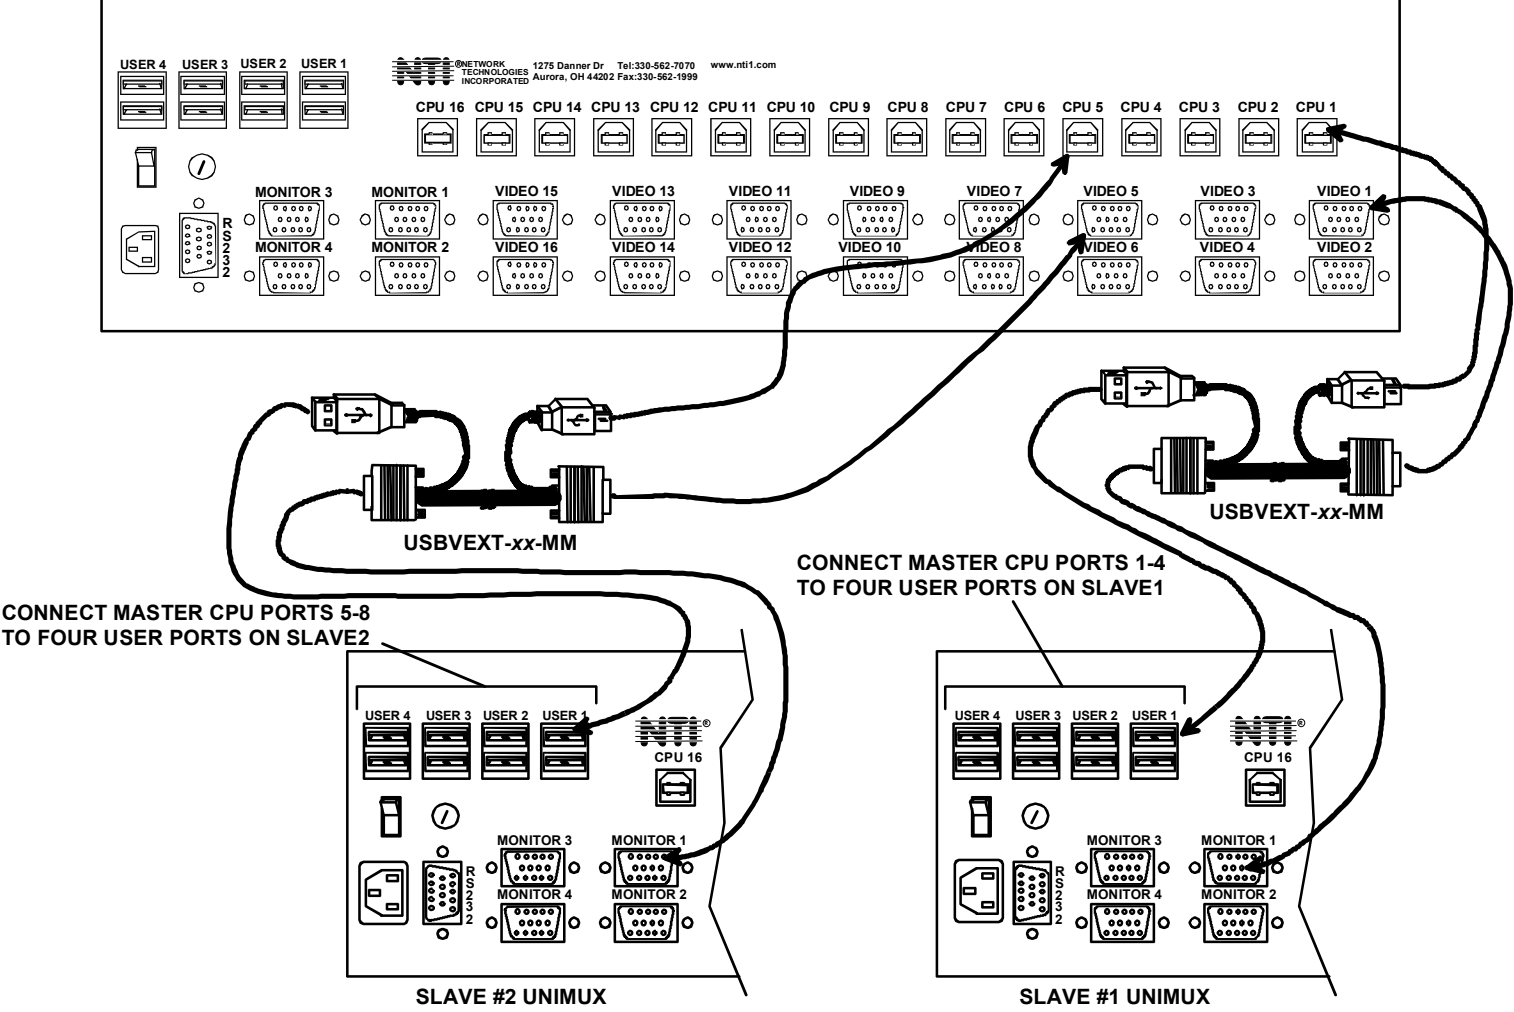 USER 4 USER 3 USER 2 USER 1
NTI ® NETWORK TECHNOLOGIES INCORPORATED
1275 Danner Dr Tel:330-562-7070 www.nti1.com
Aurora, OH 44202 Fax:330-562-1999
CPU 16 CPU 15 CPU 14 CPU 13 CPU 12 CPU 11 CPU 10 CPU 9 CPU 8 CPU 7 CPU 6 CPU 5 CPU 4 CPU 3 CPU 2 CPU 1
MONITOR 3 MONITOR 1 VIDEO 15 VIDEO 13 VIDEO 11 VIDEO 9 VIDEO 7 VIDEO 5 VIDEO 3 VIDEO 1
RS232
MONITOR 4 MONITOR 2 VIDEO 16 VIDEO 14 VIDEO 12 VIDEO 10 VIDEO 8 VIDEO 6 VIDEO 4 VIDEO 2
USBVEXT-xx-MM
USBVEXT-xx-MM
CONNECT MASTER CPU PORTS 1-4
TO FOUR USER PORTS ON SLAVE1
CONNECT MASTER CPU PORTS 5-8
TO FOUR USER PORTS ON SLAVE2
USER 4 USER 3 USER 2 USER 1
NTI ®
CPU 16
MONITOR 3 MONITOR 1
RS232
MONITOR 4 MONITOR 2
SLAVE #2 UNIMUX
USER 4 USER 3 USER 2 USER 1
NTI ®
CPU 16
MONITOR 3 MONITOR 1
RS232
MONITOR 4 MONITOR 2
SLAVE #1 UNIMUX